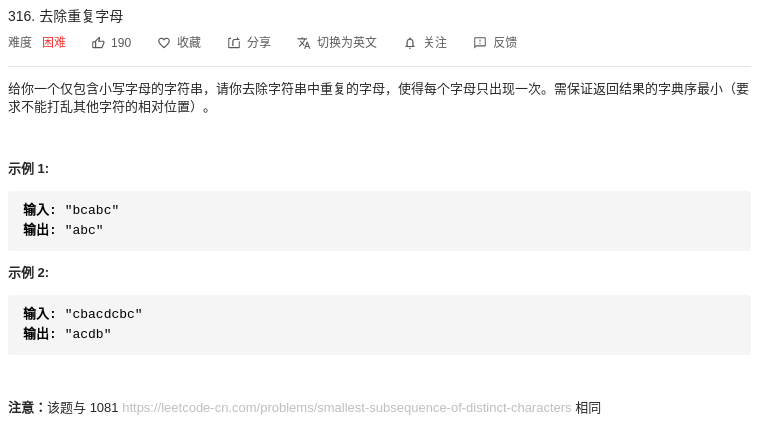 316. 去除重复字母
难度 困难 190 收藏 分享 切换为英文 关注 反馈
给你一个仅包含小写字母的字符串，请你去除字符串中重复的字母，使得每个字母只出现一次。需保证返回结果的字典序最小（要
求不能打乱其他字符的相对位置）。
示例 1:
输入: "bcabc"
输出: "abc"
示例 2:
输入: "cbacdcbc"
输出: "acdb"
注意：该题与 1081 https://leetcode-cn.com/problems/smallest-subsequence-of-distinct-characters 相同